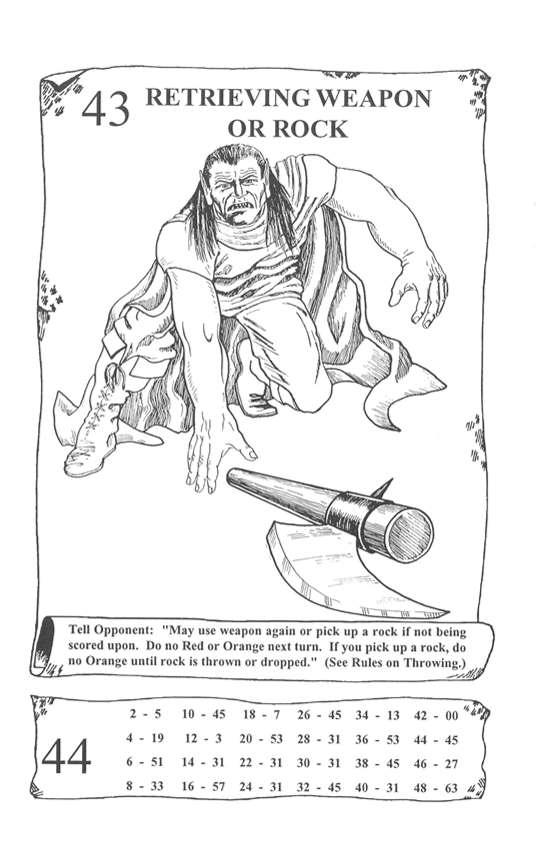 43 RETRIEVING WEAPON
OR ROCK
Tell Opponent: "May use weapon again or pick up a rock if not being
scored upon. Do no Red or Orange next turn. If you pick up a rock, do
no Orange until rock is thrown or dropped." (See Rules on Throwing.)
44
2 - 5 10 - 45 18 - 7 26 - 45 34 - 13 42 - 00
4 - 19 12 - 3 20 - 53 28 - 31 36 - 53 44 - 45
6 - 51 14 - 31 22 - 31 30 - 31 38 - 45 46 - 27
8 - 33 16 - 57 24 - 31 32 - 45 40 - 31 48 - 63